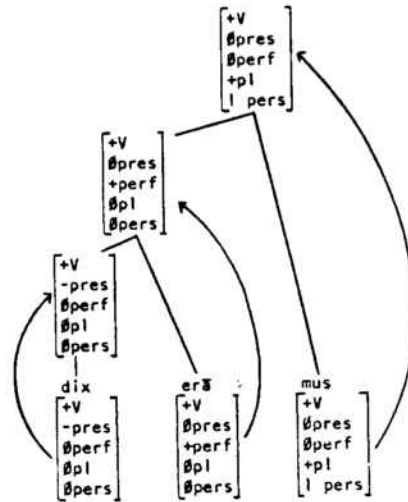 +V
Øpres
Øperf
+pl
1 pers
+V
Øpres
+perf
Øpl
Øpers
+V
-pres
Øperf
Øpl
Øpers
dix
+V
-pres
Øperf
Øpl
Øpers
erā
+V
Øpres
+perf
Øpl
Øpers
mus
+V
Øpres
Øperf
+pl
1 pers